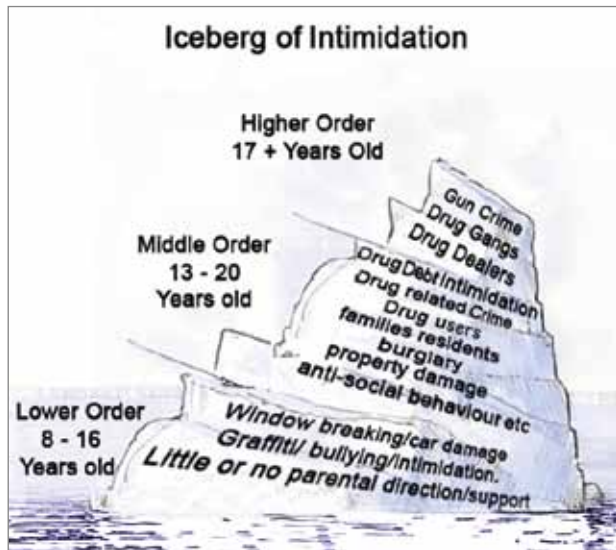 Iceberg of Intimidation
Higher Order
17 + Years Old
Gun Crime
Drug Gangs
Drug Dealers
Middle Order
13 - 20
Years old
Drug Debt Intimidation
Drug related Crime
Drug users
families residents
burglary
property damage
anti-social behaviour etc
Lower Order
8 - 16
Years old
Window breaking/car damage
Graffiti/ bullying/intimidation.
Little or no parental direction/support